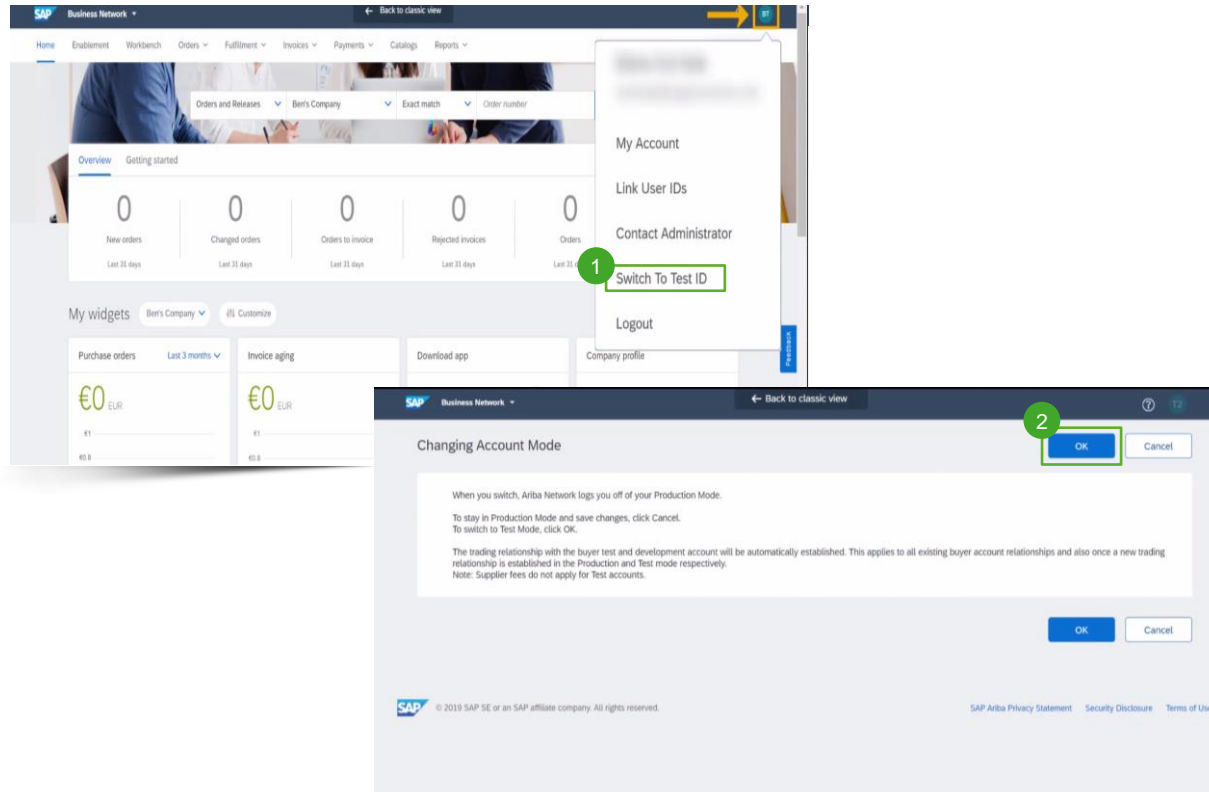 SAP Business Network
← Back to classic view
BT
Home Enablement Workbench Orders Fulfillment Invoices Payments Catalogs Reports
Orders and Releases Ben's Company Exact match Order number
Overview Getting started
0 0 0 0 0
New orders Changed orders Orders to invoice Rejected invoices Orders
Last 31 days Last 31 days Last 31 days Last 31 days Last 31
My Account
Link User IDs
Contact Administrator
1
Switch To Test ID
Logout
Feedback
My widgets Ben's Company Customize
Purchase orders Last 3 months Invoice aging Download app Company profile
€0 EUR €0 EUR
€1 €1
€0.8 €0.8
SAP Business Network
← Back to classic view
? T2
Changing Account Mode
2
OK Cancel
When you switch, Ariba Network logs you off of your Production Mode.
To stay in Production Mode and save changes, click Cancel.
To switch to Test Mode, click OK.
The trading relationship with the buyer test and development account will be automatically established. This applies to all existing buyer account relationships and also once a new trading
relationship is established in the Production and Test mode respectively.
Note: Supplier fees do not apply for Test accounts.
OK Cancel
SAP © 2019 SAP SE or an SAP affiliate company. All rights reserved.
SAP Ariba Privacy Statement Security Disclosure Terms of Us